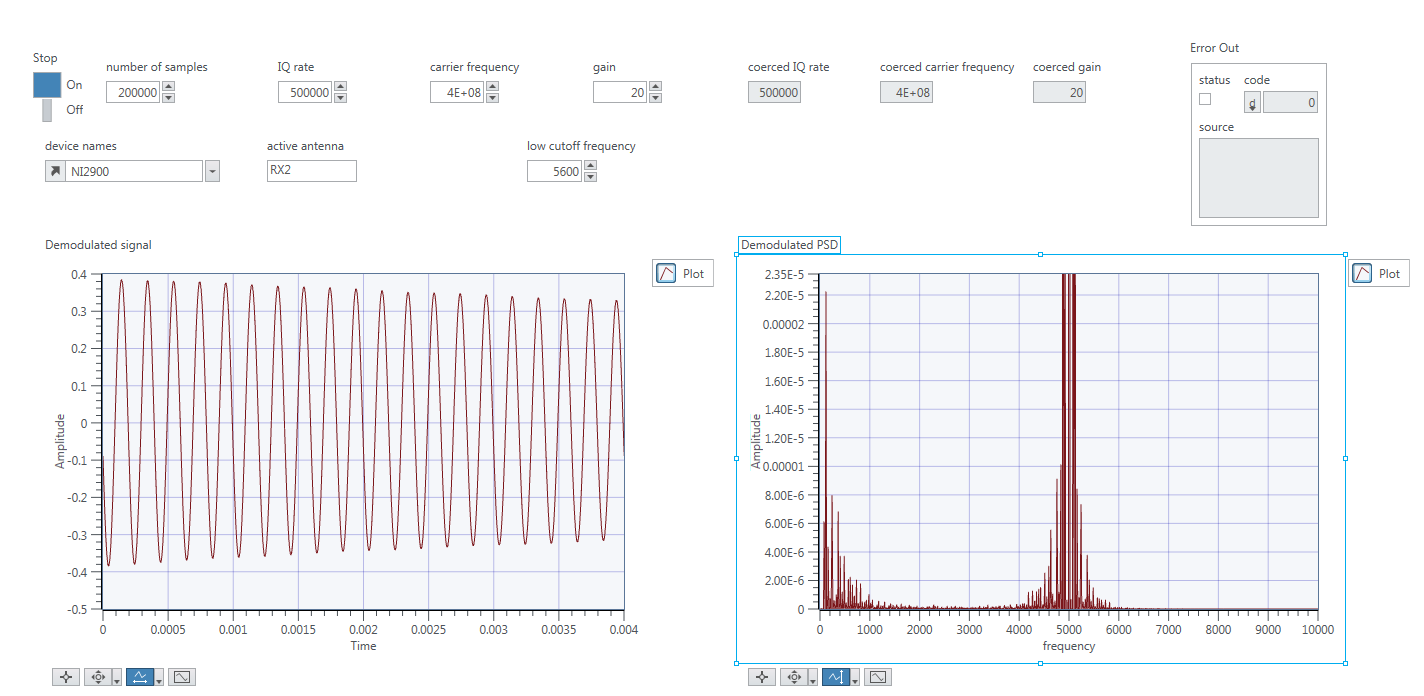 Stop
On
Off
number of samples
200000
IQ rate
500000
carrier frequency
4E+08
gain
20
coerced IQ rate
500000
coerced carrier frequency
4E+08
coerced gain
20
Error Out
status code
d 0
source
device names
NI2900
active antenna
RX2
low cutoff frequency
5600
Demodulated signal
Plot
Amplitude
0.4
0.3
0.2
0.1
0
-0.1
-0.2
-0.3
-0.4
-0.5
0 0.0005 0.001 0.0015 0.002 0.0025 0.003 0.0035 0.004
Time
Demodulated PSD
Plot
Amplitude
2.35E-5
2.20E-5
0.00002
1.80E-5
1.60E-5
1.40E-5
1.20E-5
0.00001
8.00E-6
6.00E-6
4.00E-6
2.00E-6
0
0 1000 2000 3000 4000 5000 6000 7000 8000 9000 10000
frequency